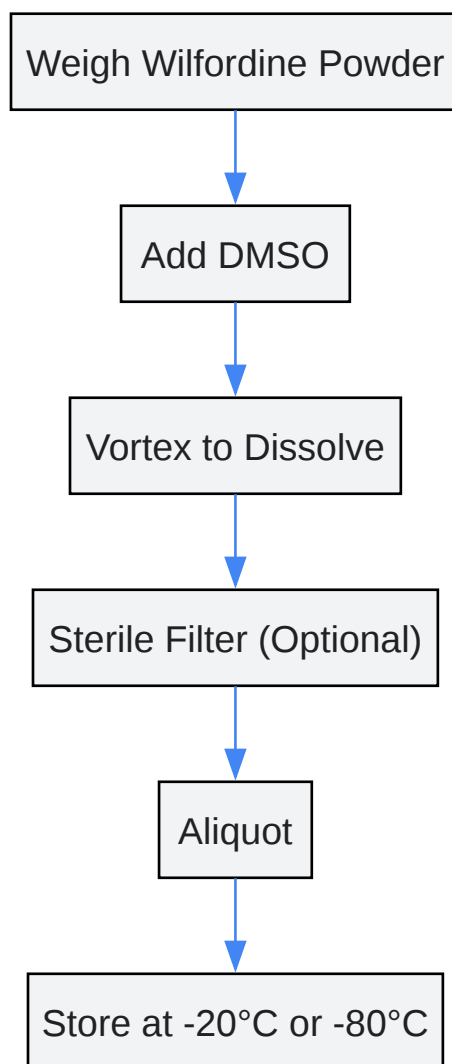 Weigh Wilfordine Powder
Add DMSO
Vortex to Dissolve
Sterile Filter (Optional)
Aliquot
Store at -20°C or -80°C